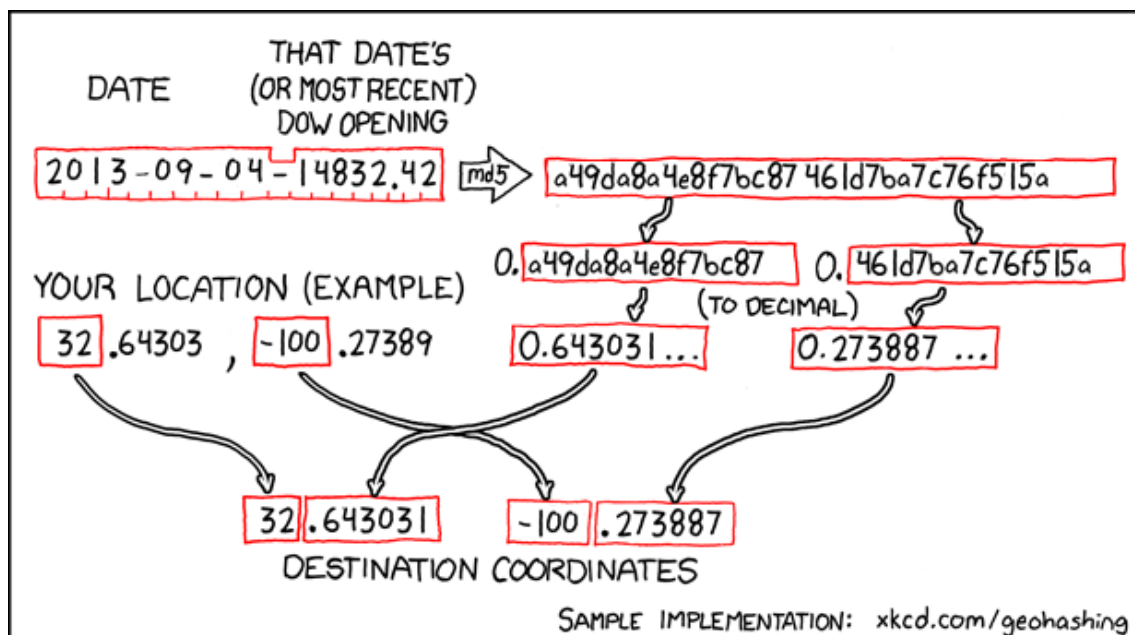 DATE
THAT DATE'S
(OR MOST RECENT)
DOW OPENING
2013-09-04-14832.42
md5
a49da8a4e8f7bc87 461d7ba7c76f515a
0.a49da8a4e8f7bc87
0.461d7ba7c76f515a
(TO DECIMAL)
YOUR LOCATION (EXAMPLE)
32.64303, -100.27389
0.643031...
0.273887 ...
32.643031
-100.273887
DESTINATION COORDINATES
SAMPLE IMPLEMENTATION: xkcd.com/geohashing